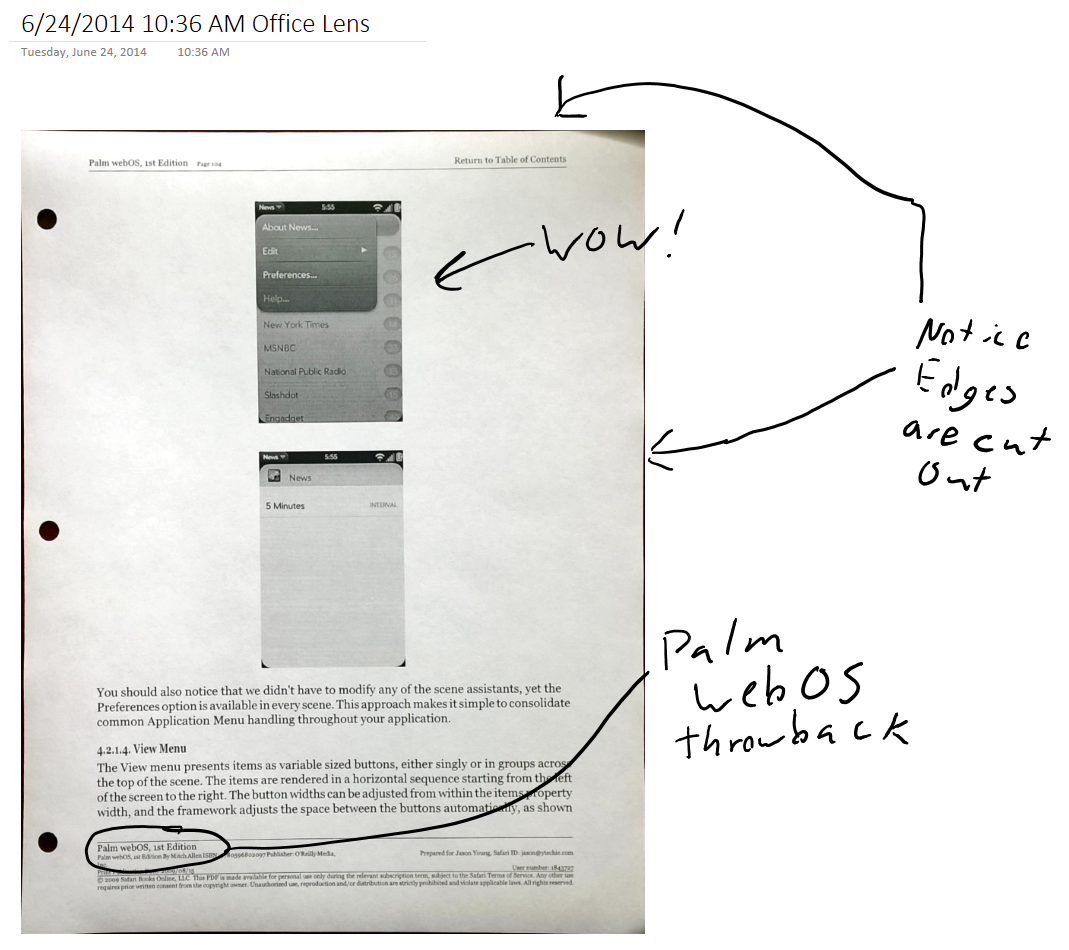 6/24/2014 10:36 AM Office Lens
Tuesday, June 24, 2014 10:36 AM
Palm webOS, 1st Edition Page 104
Return to Table of Contents
News 5:55
About News...
Edit
Preferences...
Help...
New York Times
MSNBC
National Public Radio
Slashdot
Engadget
WOW!
Notice
Edges
are cut
Out
News 5:55
News
5 Minutes INTERVAL
Palm
webOS
throwback
You should also notice that we didn't have to modify any of the scene assistants, yet the
Preferences option is available in every scene. This approach makes it simple to consolidate
common Application Menu handling throughout your application.
4.2.1.4. View Menu
The View menu presents items as variable sized buttons, either singly or in groups across
the top of the scene. The items are rendered in a horizontal sequence starting from the left
of the screen to the right. The button widths can be adjusted from within the items property
width, and the framework adjusts the space between the buttons automatically, as shown
Palm webOS, 1st Edition
Palm webOS, 1st Edition By Mitch Allen ISBN: Publisher: O'Reilly Media,
Inc.
Prepared for Jason Young, Safari ID: jason@ytechie.com
Print Publication Date: 2009/08/15
User number: 1843727
© 2009 Safari Books Online, LLC. This PDF is made available for personal use only during the relevant subscription term, subject to the Safari Terms of Service. Any other use
requires prior written consent from the copyright owner. Unauthorized use, reproduction and/or distribution are strictly prohibited and violate applicable laws. All rights reserved.